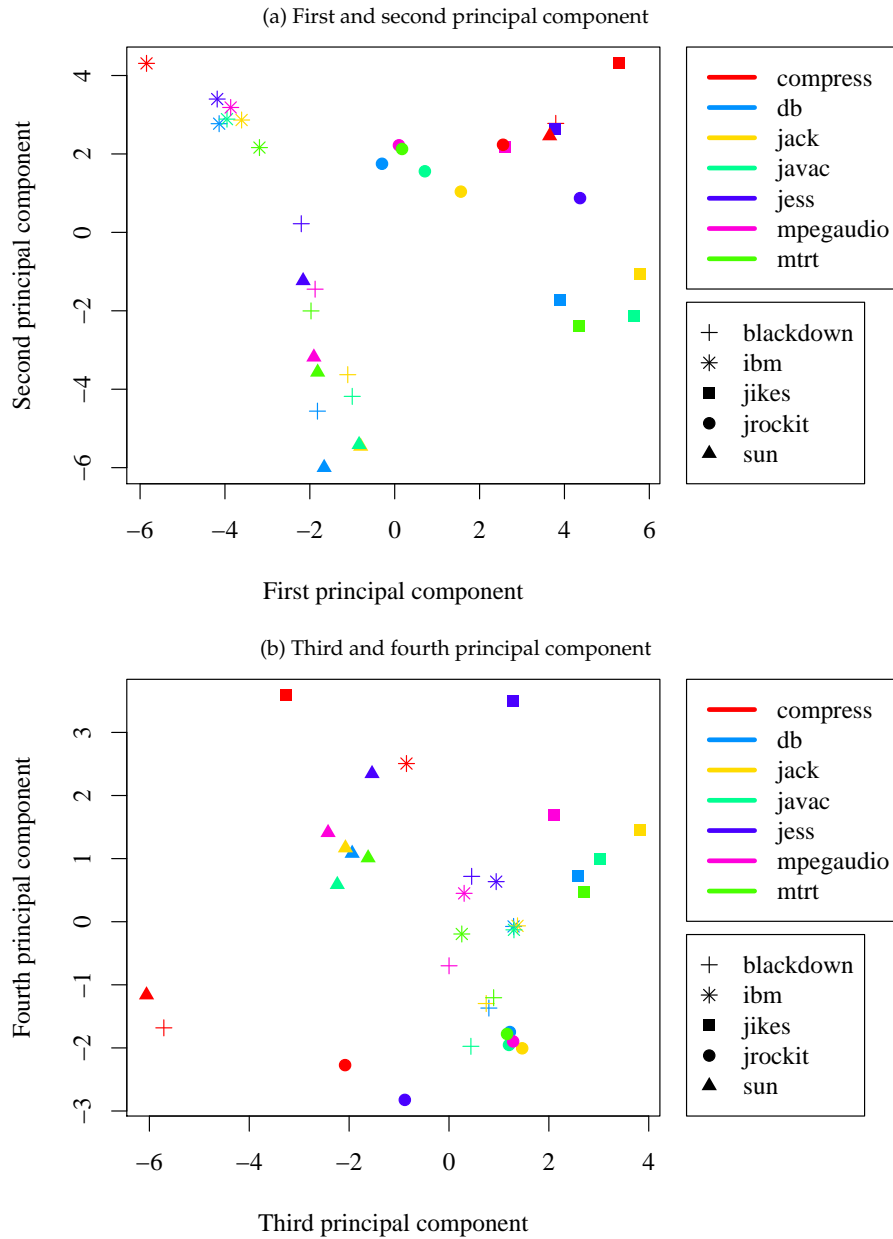 (a) First and second principal component
Second principal component
4
2
0
−2
−4
−6
−6 −4 −2 0 2 4 6
First principal component
compress
db
jack
javac
jess
mpegaudio
mtrt
blackdown
ibm
jikes
jrockit
sun
(b) Third and fourth principal component
Fourth principal component
3
2
1
0
−1
−2
−3
−6 −4 −2 0 2 4
Third principal component
compress
db
jack
javac
jess
mpegaudio
mtrt
blackdown
ibm
jikes
jrockit
sun